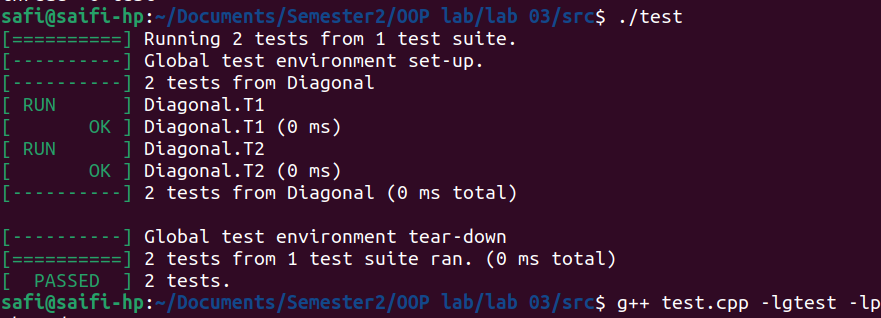 safi@saifi-hp:~/Documents/Semester2/OOP lab/lab 03/src$ ./test
[==========] Running 2 tests from 1 test suite.
[----------] Global test environment set-up.
[----------] 2 tests from Diagonal
[ RUN      ] Diagonal.T1
[       OK ] Diagonal.T1 (0 ms)
[ RUN      ] Diagonal.T2
[       OK ] Diagonal.T2 (0 ms)
[----------] 2 tests from Diagonal (0 ms total)

[----------] Global test environment tear-down
[==========] 2 tests from 1 test suite ran. (0 ms total)
[  PASSED  ] 2 tests.
safi@saifi-hp:~/Documents/Semester2/OOP lab/lab 03/src$ g++ test.cpp -lgtest -lp